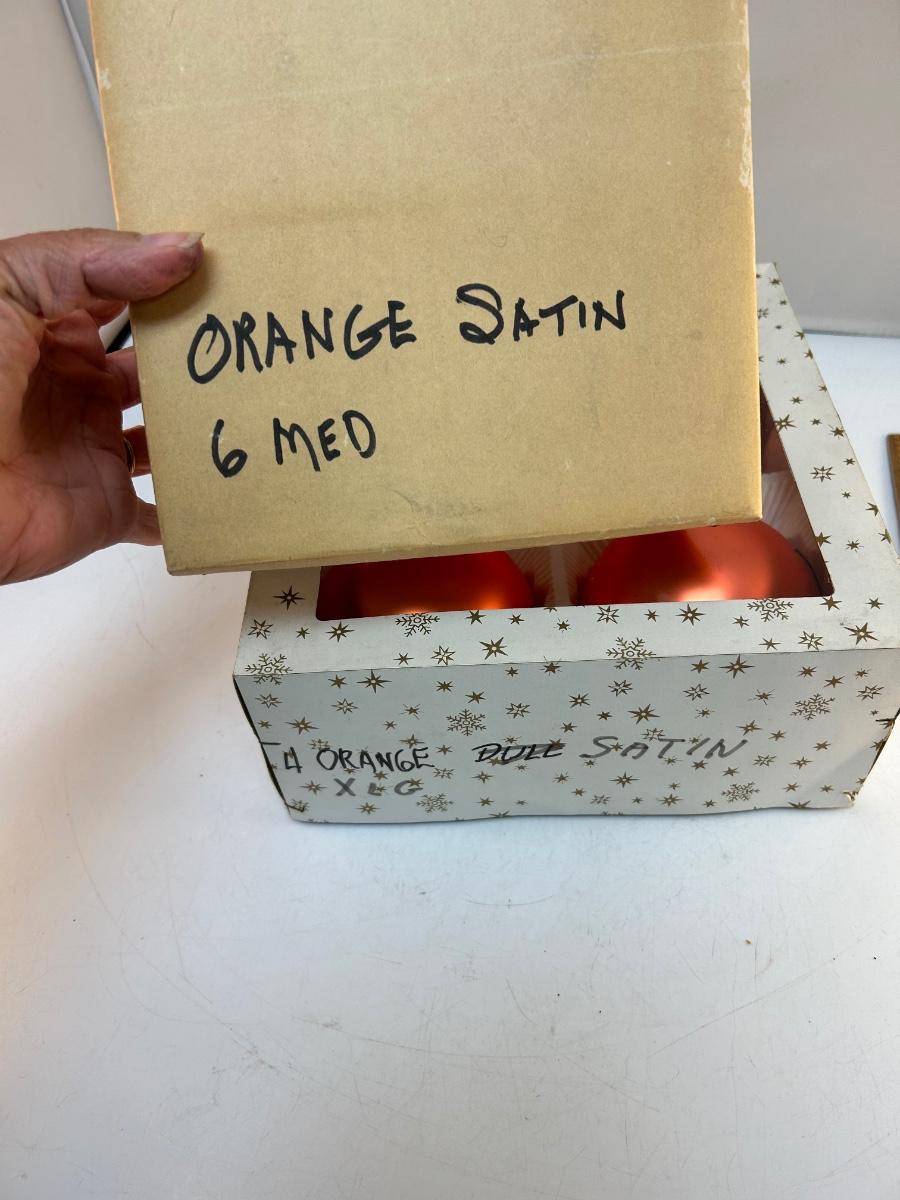 ORANGE SATIN
6 MED
4 ORANGE DULL SATIN
XLG